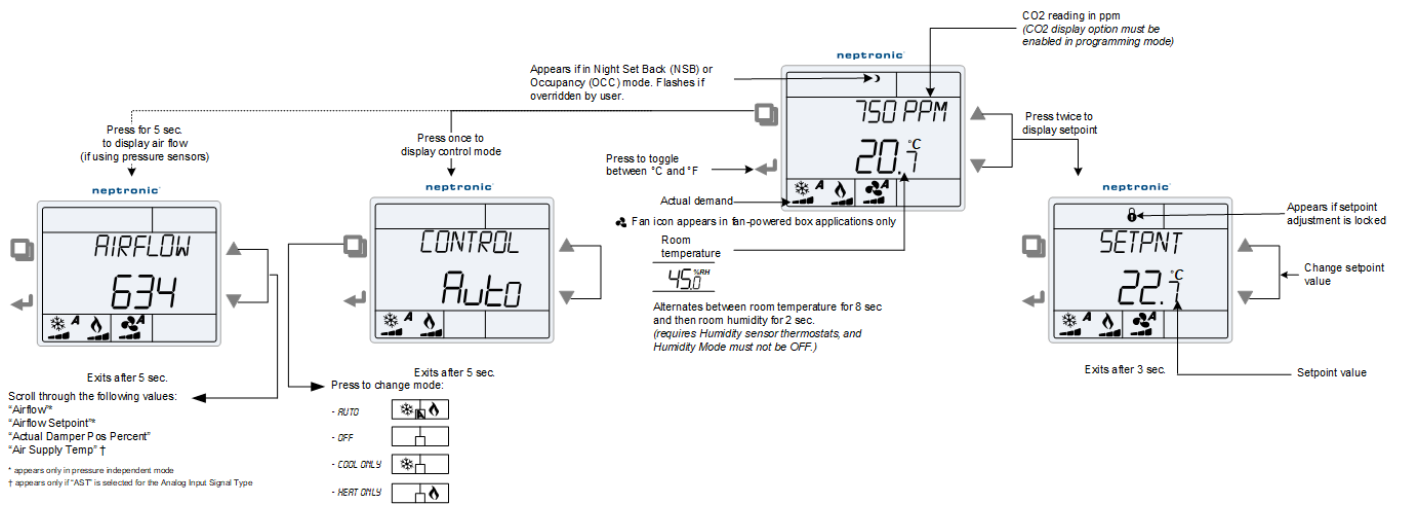 CO2 reading in ppm
(CO2 display option must be
enabled in programming mode)
neptronic
Appears if in Night Set Back (NSB) or
Occupancy (OCC) mode. Flashes if
overridden by user.
750 PPM
20.7 °C
A
A
Press for 5 sec.
to display air flow
(if using pressure sensors)
Press once to
display control mode
Press twice to
display setpoint
Press to toggle
between °C and °F
Actual demand
Fan icon appears in fan-powered box applications only
Room
temperature
45.0 %RH
Alternates between room temperature for 8 sec
and then room humidity for 2 sec.
(requires Humidity sensor thermostats, and
Humidity Mode must not be OFF.)
neptronic
AIRFLOW
634
A
A
Exits after 5 sec.
Scroll through the following values:
"Airflow"*
"Airflow Setpoint"*
"Actual Damper Pos Percent"
"Air Supply Temp" †
* appears only in pressure independent mode
† appears only if "AST" is selected for the Analog Input Signal Type
neptronic
CONTROL
Auto
A
Exits after 5 sec.
Press to change mode:
- AUTO
A
- OFF
- COOL ONLY
- HEAT ONLY
neptronic
SETPNT
22.7 °C
A
A
Exits after 3 sec.
Appears if setpoint
adjustment is locked
Change setpoint
value
Setpoint value